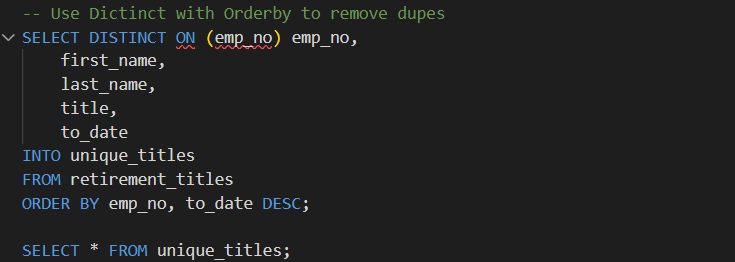 -- Use Dictinct with Orderby to remove dupes
SELECT DISTINCT ON (emp_no) emp_no,
    first_name,
    last_name,
    title,
    to_date
INTO unique_titles
FROM retirement_titles
ORDER BY emp_no, to_date DESC;

SELECT * FROM unique_titles;